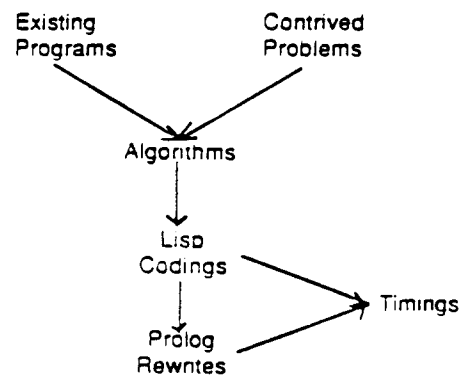 Existing
Programs
Contrived
Problems
Algorithms
Lisp
Codings
Timings
Prolog
Rewrites